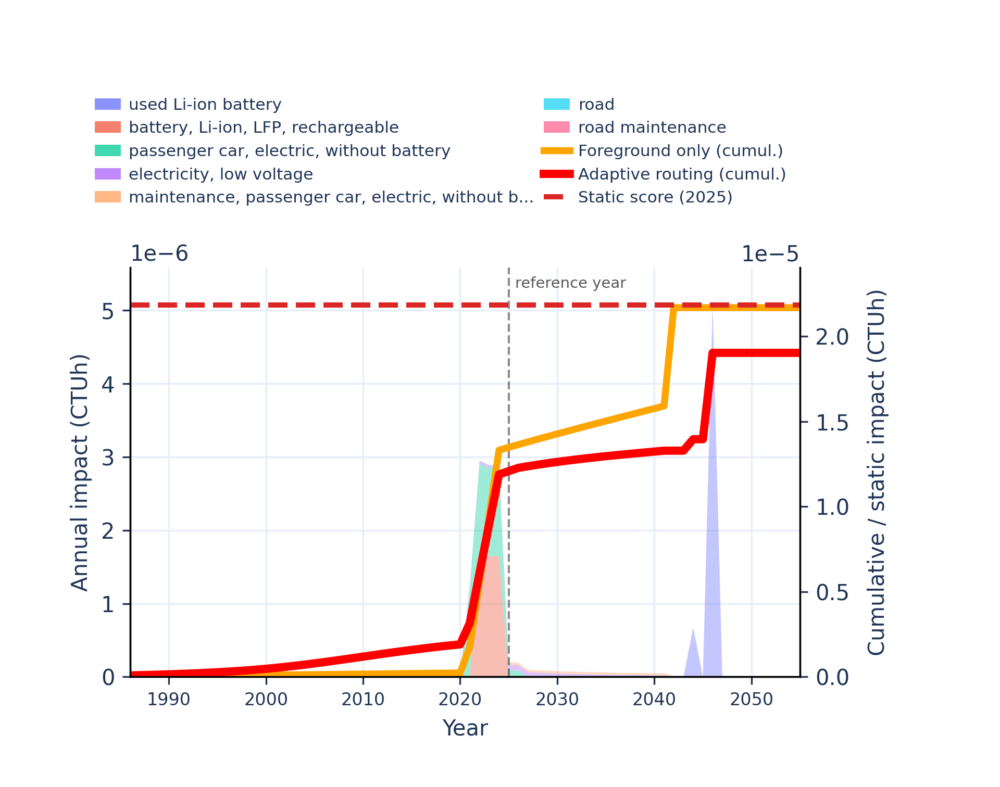 used Li-ion battery
battery, Li-ion, LFP, rechargeable
passenger car, electric, without battery
electricity, low voltage
maintenance, passenger car, electric, without b...
road
road maintenance
Foreground only (cumul.)
Adaptive routing (cumul.)
Static score (2025)
1e−6
1e−5
reference year
Annual impact (CTUh)
5
4
3
2
1
0
2.0
1.5
1.0
0.5
0.0
Cumulative / static impact (CTUh)
1990 2000 2010 2020 2030 2040 2050
Year